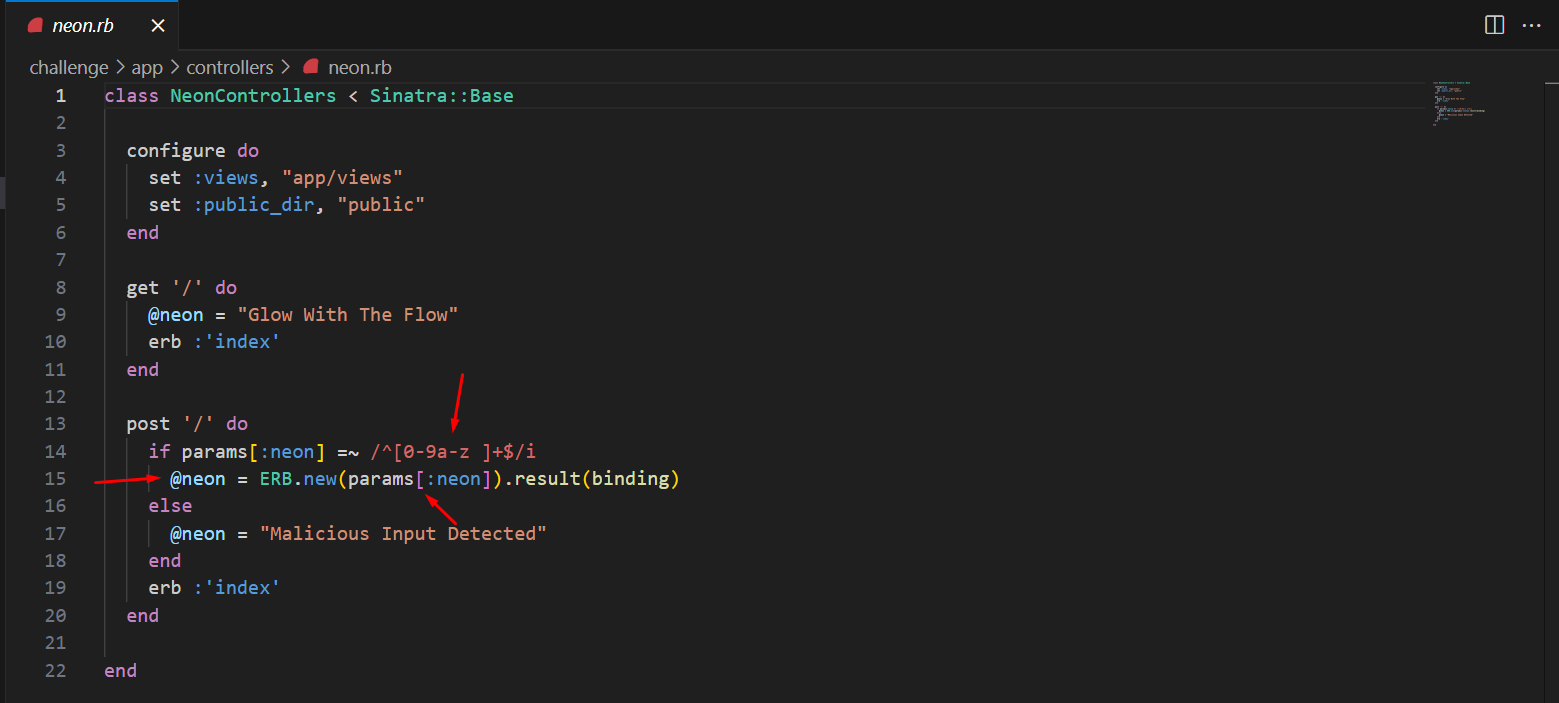 neon.rb
challenge > app > controllers > neon.rb
1 class NeonControllers < Sinatra::Base
2
3 configure do
4 set :views, "app/views"
5 set :public_dir, "public"
6 end
7
8 get '/' do
9 @neon = "Glow With The Flow"
10 erb :'index'
11 end
12
13 post '/' do
14 if params[:neon] =~ /^[0-9a-z ]+$/i
15 @neon = ERB.new(params[:neon]).result(binding)
16 else
17 @neon = "Malicious Input Detected"
18 end
19 erb :'index'
20 end
21
22 end